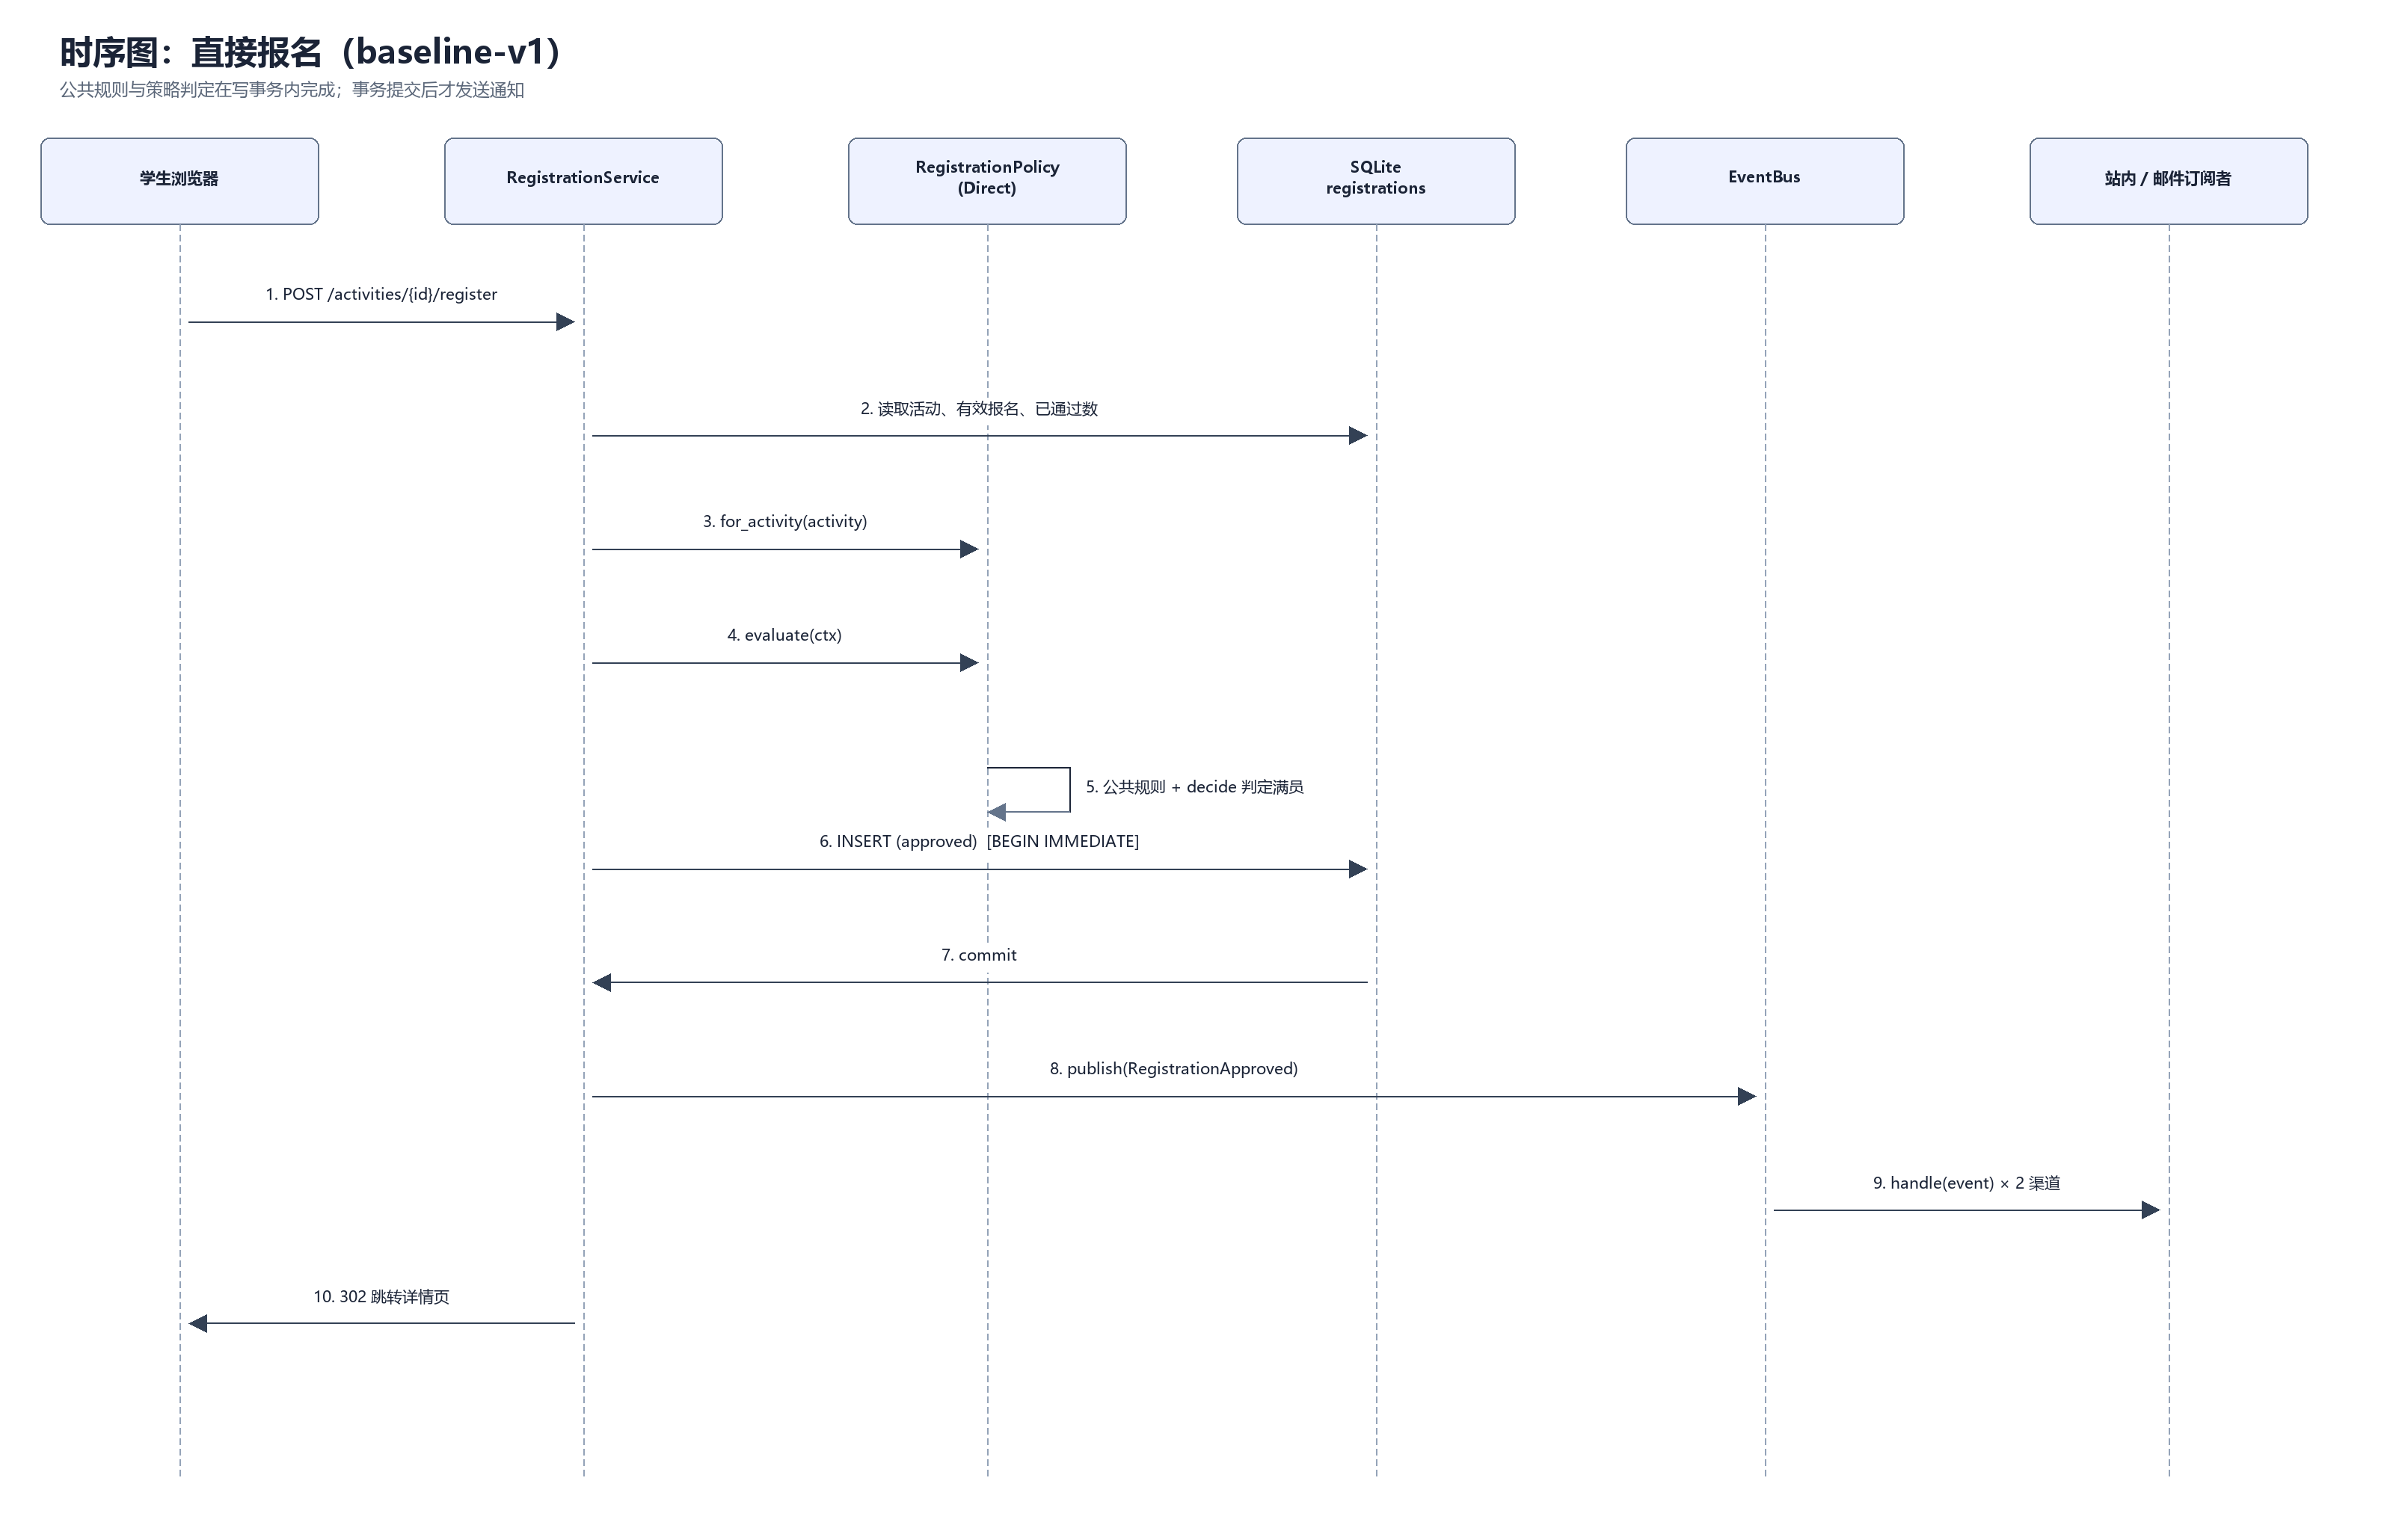 时序图：直接报名（baseline-v1）
公共规则与策略判定在写事务内完成；事务提交后才发送通知
学生浏览器
RegistrationService
RegistrationPolicy
(Direct)
SQLite
registrations
EventBus
站内 / 邮件订阅者
1. POST /activities/{id}/register
2. 读取活动、有效报名、已通过数
3. for_activity(activity)
4. evaluate(ctx)
5. 公共规则 + decide 判定满员
6. INSERT (approved) [BEGIN IMMEDIATE]
7. commit
8. publish(RegistrationApproved)
9. handle(event) × 2 渠道
10. 302 跳转详情页